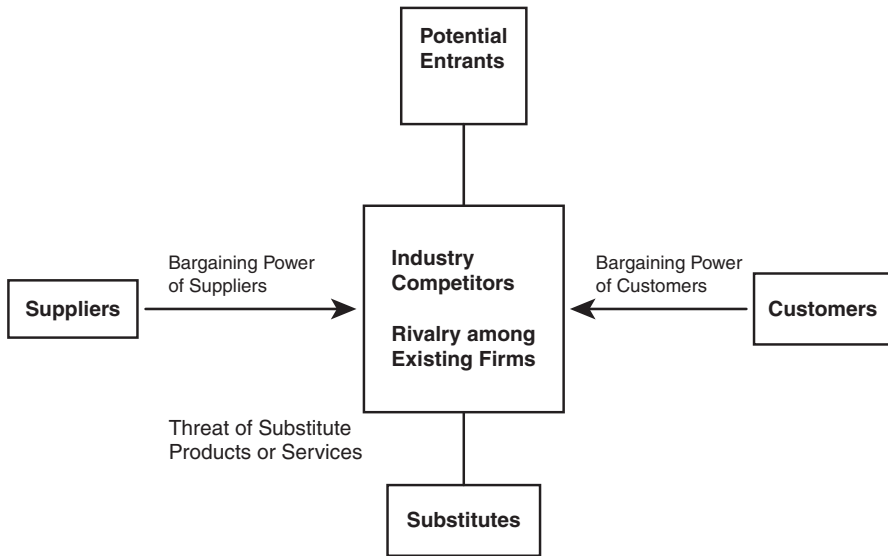 Potential
Entrants
Bargaining Power
of Suppliers
Suppliers
Industry
Competitors
Rivalry among
Existing Firms
Bargaining Power
of Customers
Customers
Threat of Substitute
Products or Services
Substitutes